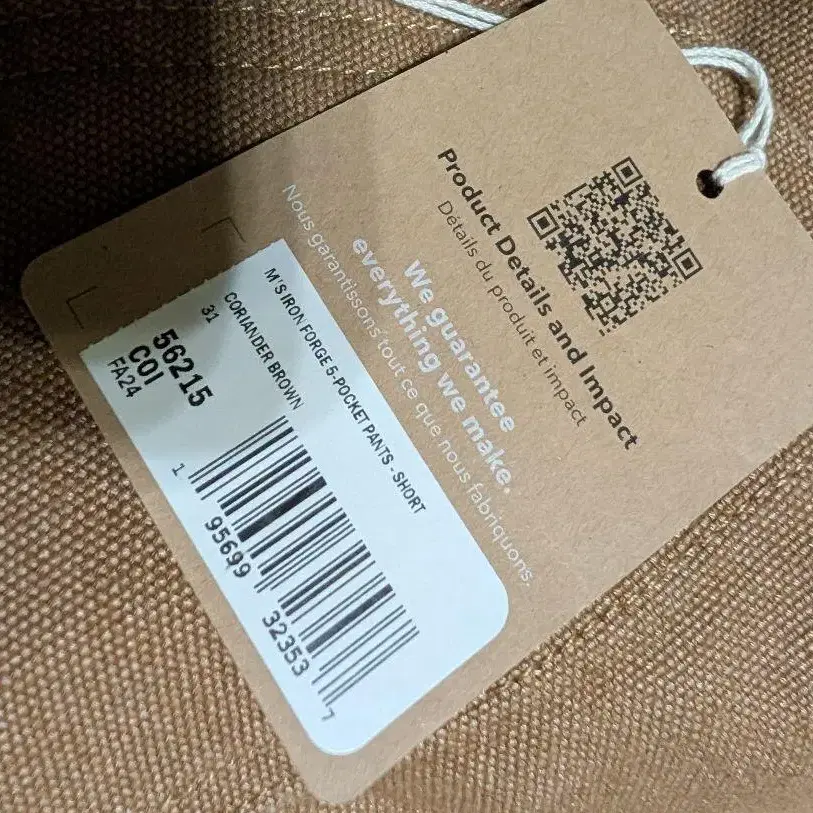 Product Details and Impact
Détails du produit et impact
We guarantee
everything we make.
Nous garantissons tout ce que nous fabriquons.
M'S IRON FORGE 5-POCKET PANTS - SHORT
CORIANDER BROWN
31
56215
COI
FA24
1 95699 32353 7